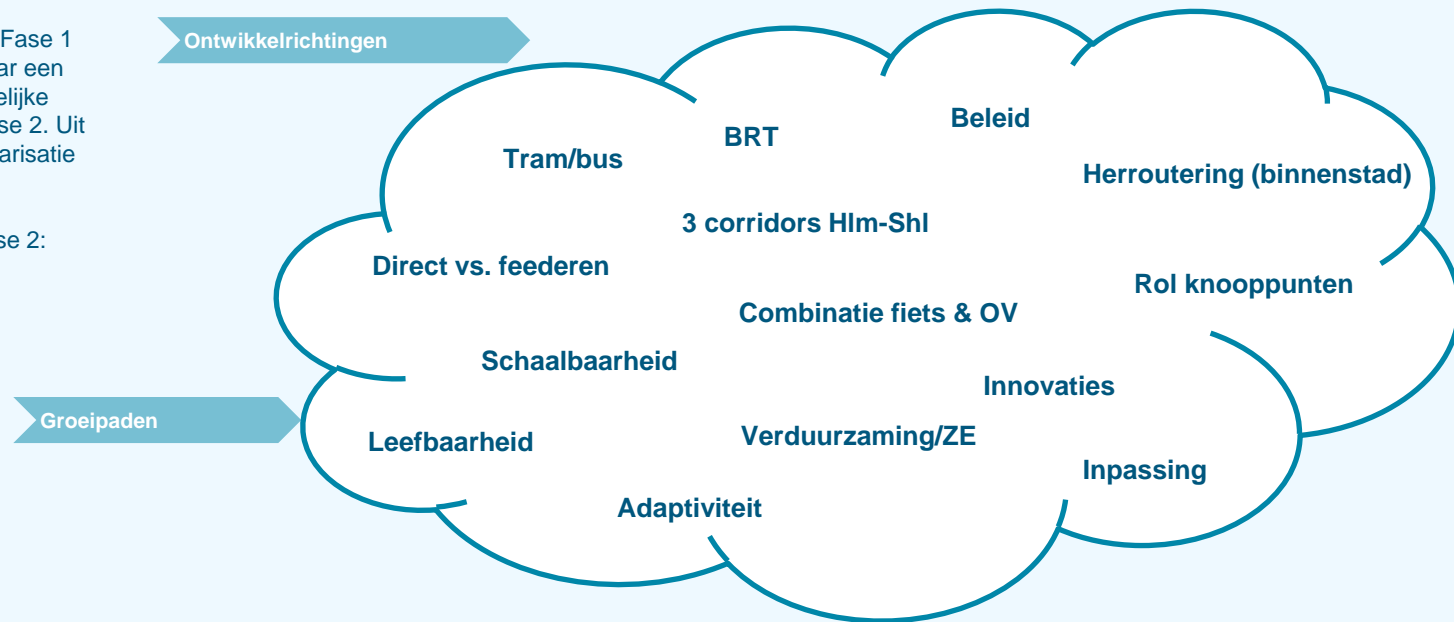 Fase 1
ar een
elijke
se 2. Uit
arisatie
se 2:
Ontwikkelrichtingen
Groeipaden
BRT
Beleid
Tram/bus
Herroutering (binnenstad)
3 corridors Hlm-Shl
Direct vs. feederen
Rol knooppunten
Combinatie fiets & OV
Schaalbaarheid
Innovaties
Leefbaarheid
Verduurzaming/ZE
Inpassing
Adaptiviteit